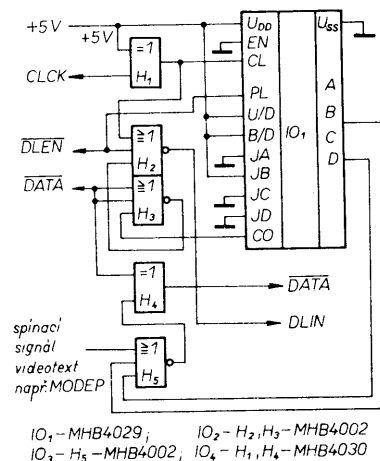 +5V
+5V
=1
H1
CLCK
DLEN
≧1
H2
DATA
≧1
H3
=1
H4
DATA
DLIN
spínací
signál
videotext
např. MODEP
≧1
H5
UDD
EN
CL
PL
U/D
B/D
JA
JB
JC
JD
CO
IO1
USS
A
B
C
D
IO1-MHB4029; IO2-H2,H3-MHB4002
IO3-H5-MHB4002, IO4-H1,H4-MHB4030